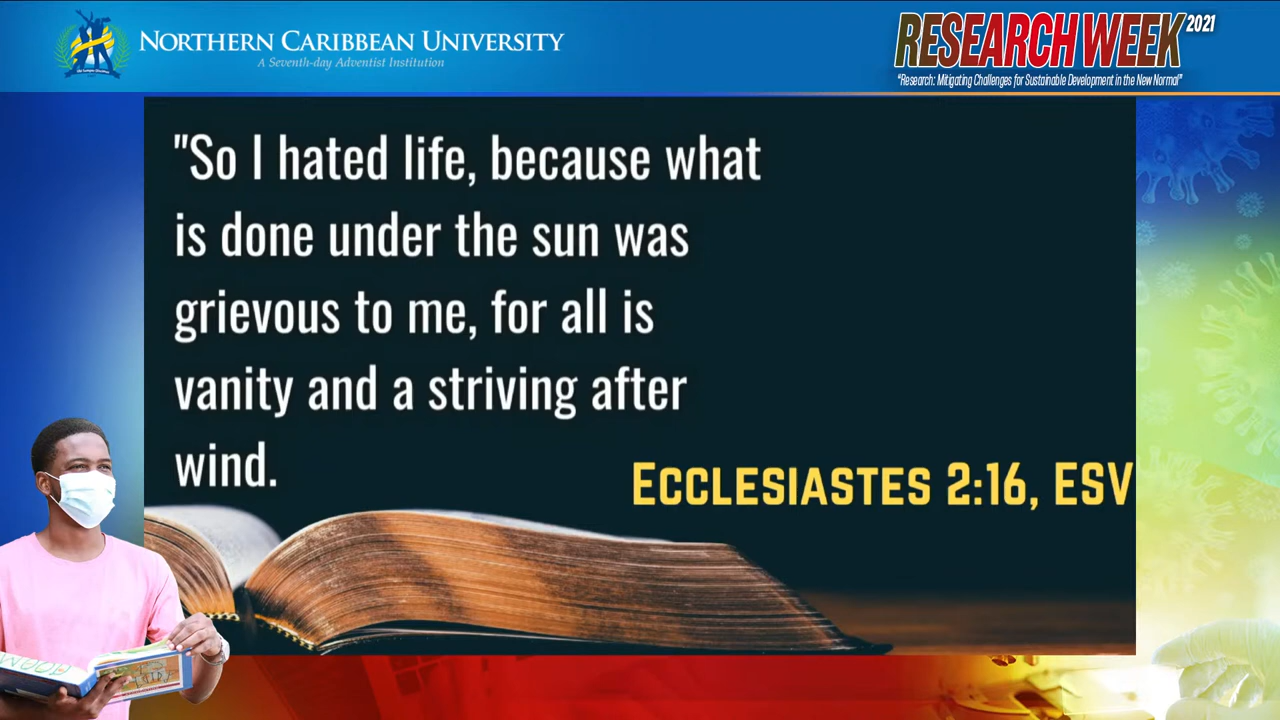 NORTHERN CARIBBEAN UNIVERSITY
A Seventh-day Adventist Institution
RESEARCH WEEK 2021
"Research: Mitigating Challenges for Sustainable Development in the New Normal"
"So I hated life, because what
is done under the sun was
grievous to me, for all is
vanity and a striving after
wind.
ECCLESIASTES 2:16, ESV